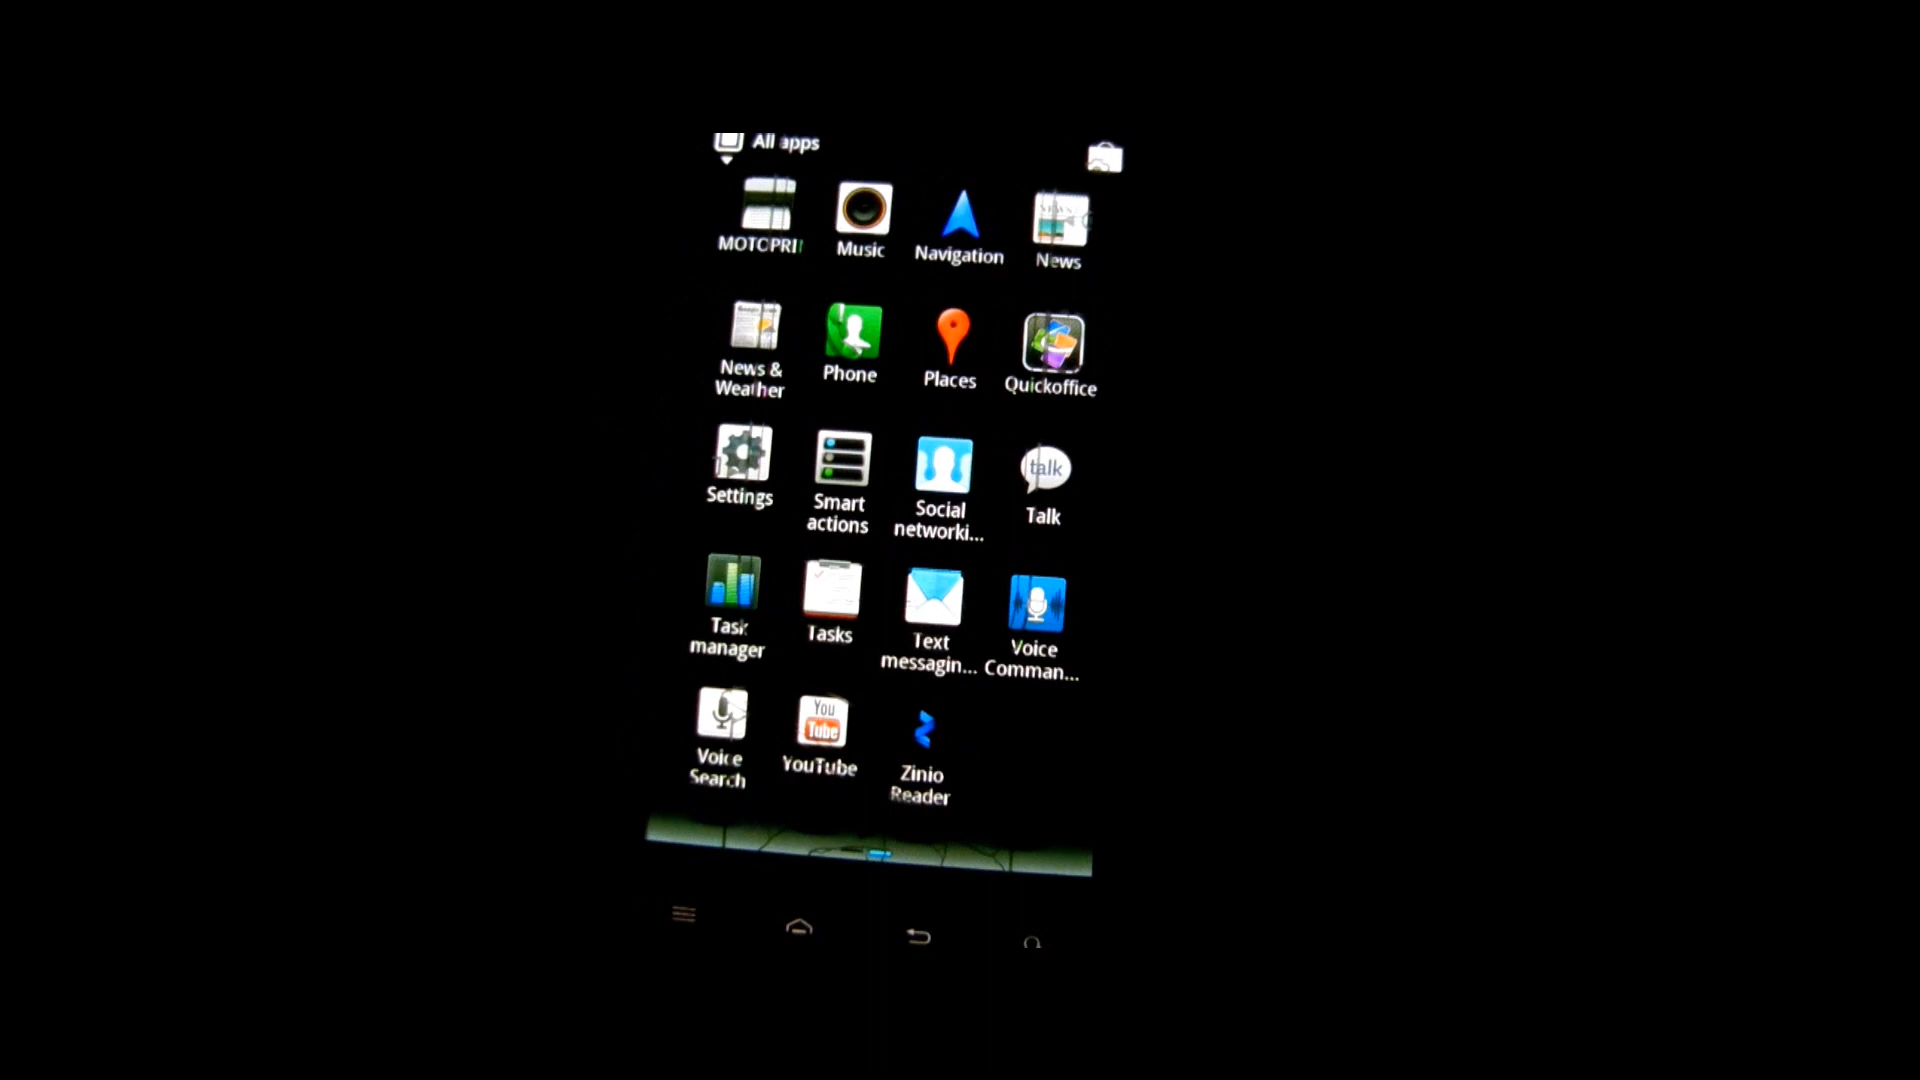 All apps
MOTOPRI
Music
Navigation
News
NEWS
News &
Weather
Phone
Places
Quickoffice
Settings
Smart
actions
Social
networki...
talk
Talk
Task
manager
Tasks
Text
messagin...
Voice
Comman...
Voice
Search
You
Tube
YouTube
Zinio
Reader